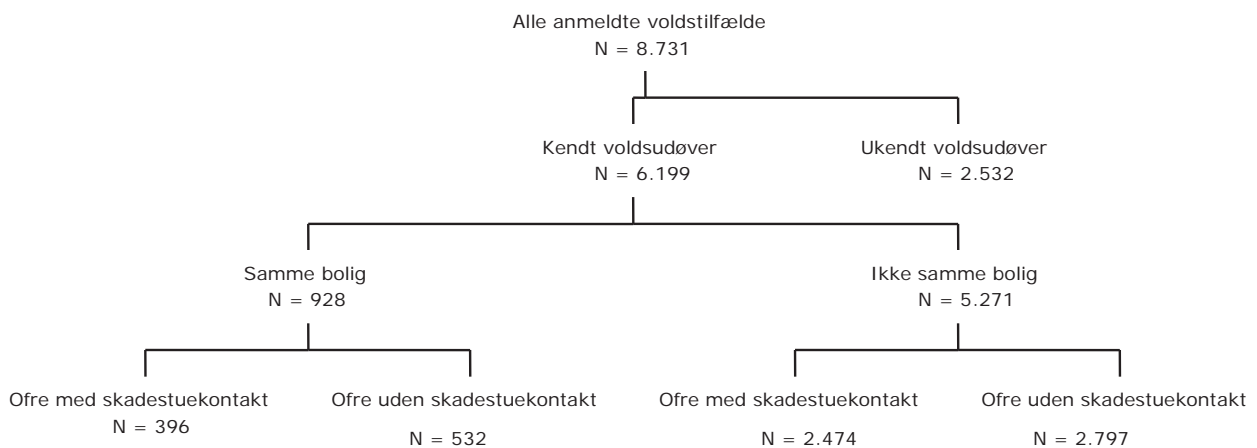 Alle anmeldte voldstilfælde
N = 8.731
Kendt voldsudøver
N = 6.199
Ukendt voldsudøver
N = 2.532
Samme bolig
N = 928
Ikke samme bolig
N = 5.271
Ofre med skadestuekontakt
N = 396
Ofre uden skadestuekontakt
N = 532
Ofre med skadestuekontakt
N = 2.474
Ofre uden skadestuekontakt
N = 2.797